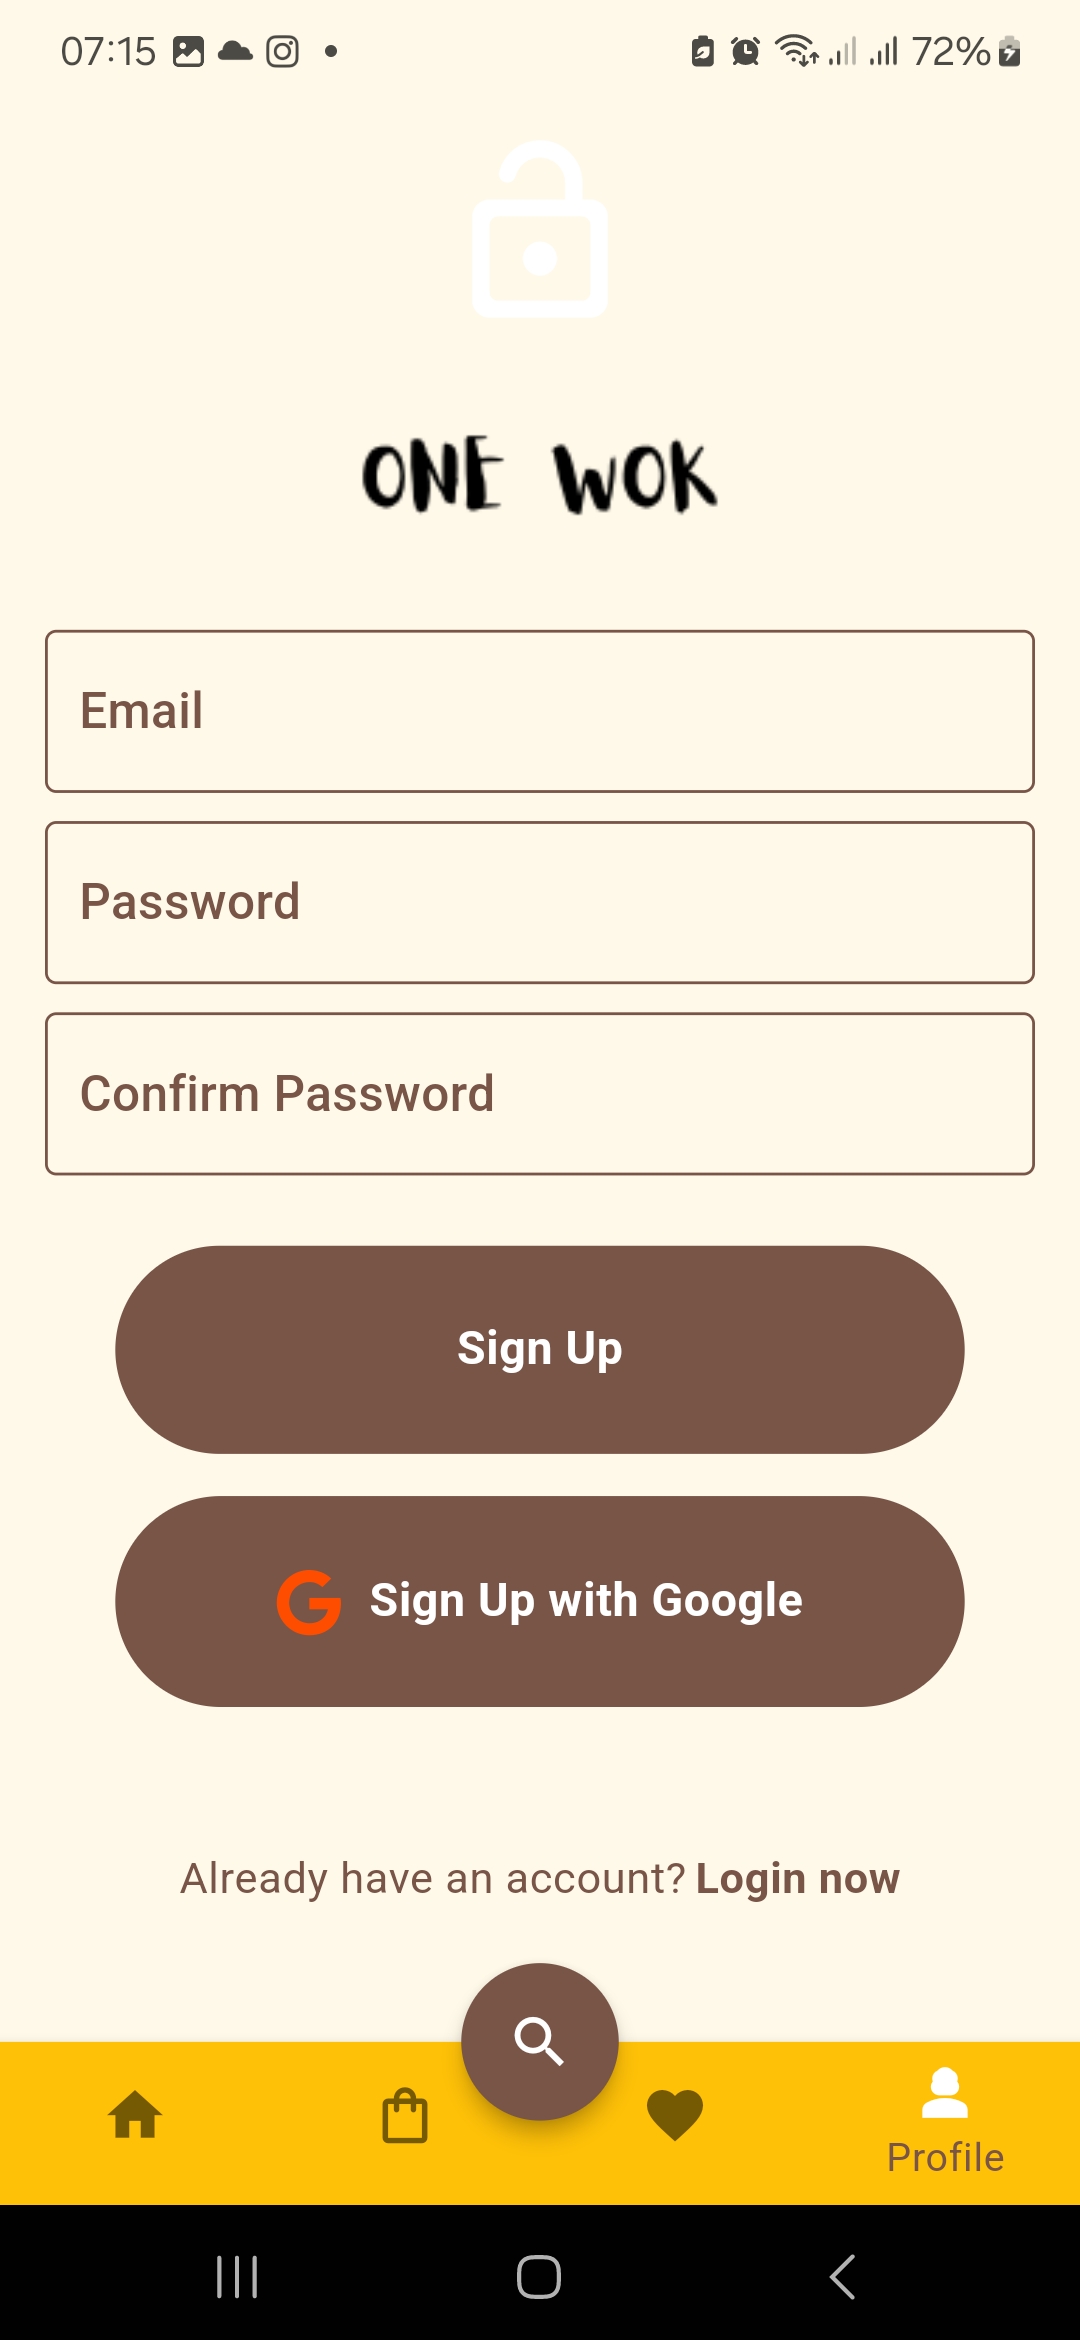 07:15 72%
ONE WOK
Email
Password
Confirm Password
Sign Up
Sign Up with Google
Already have an account? Login now
Profile